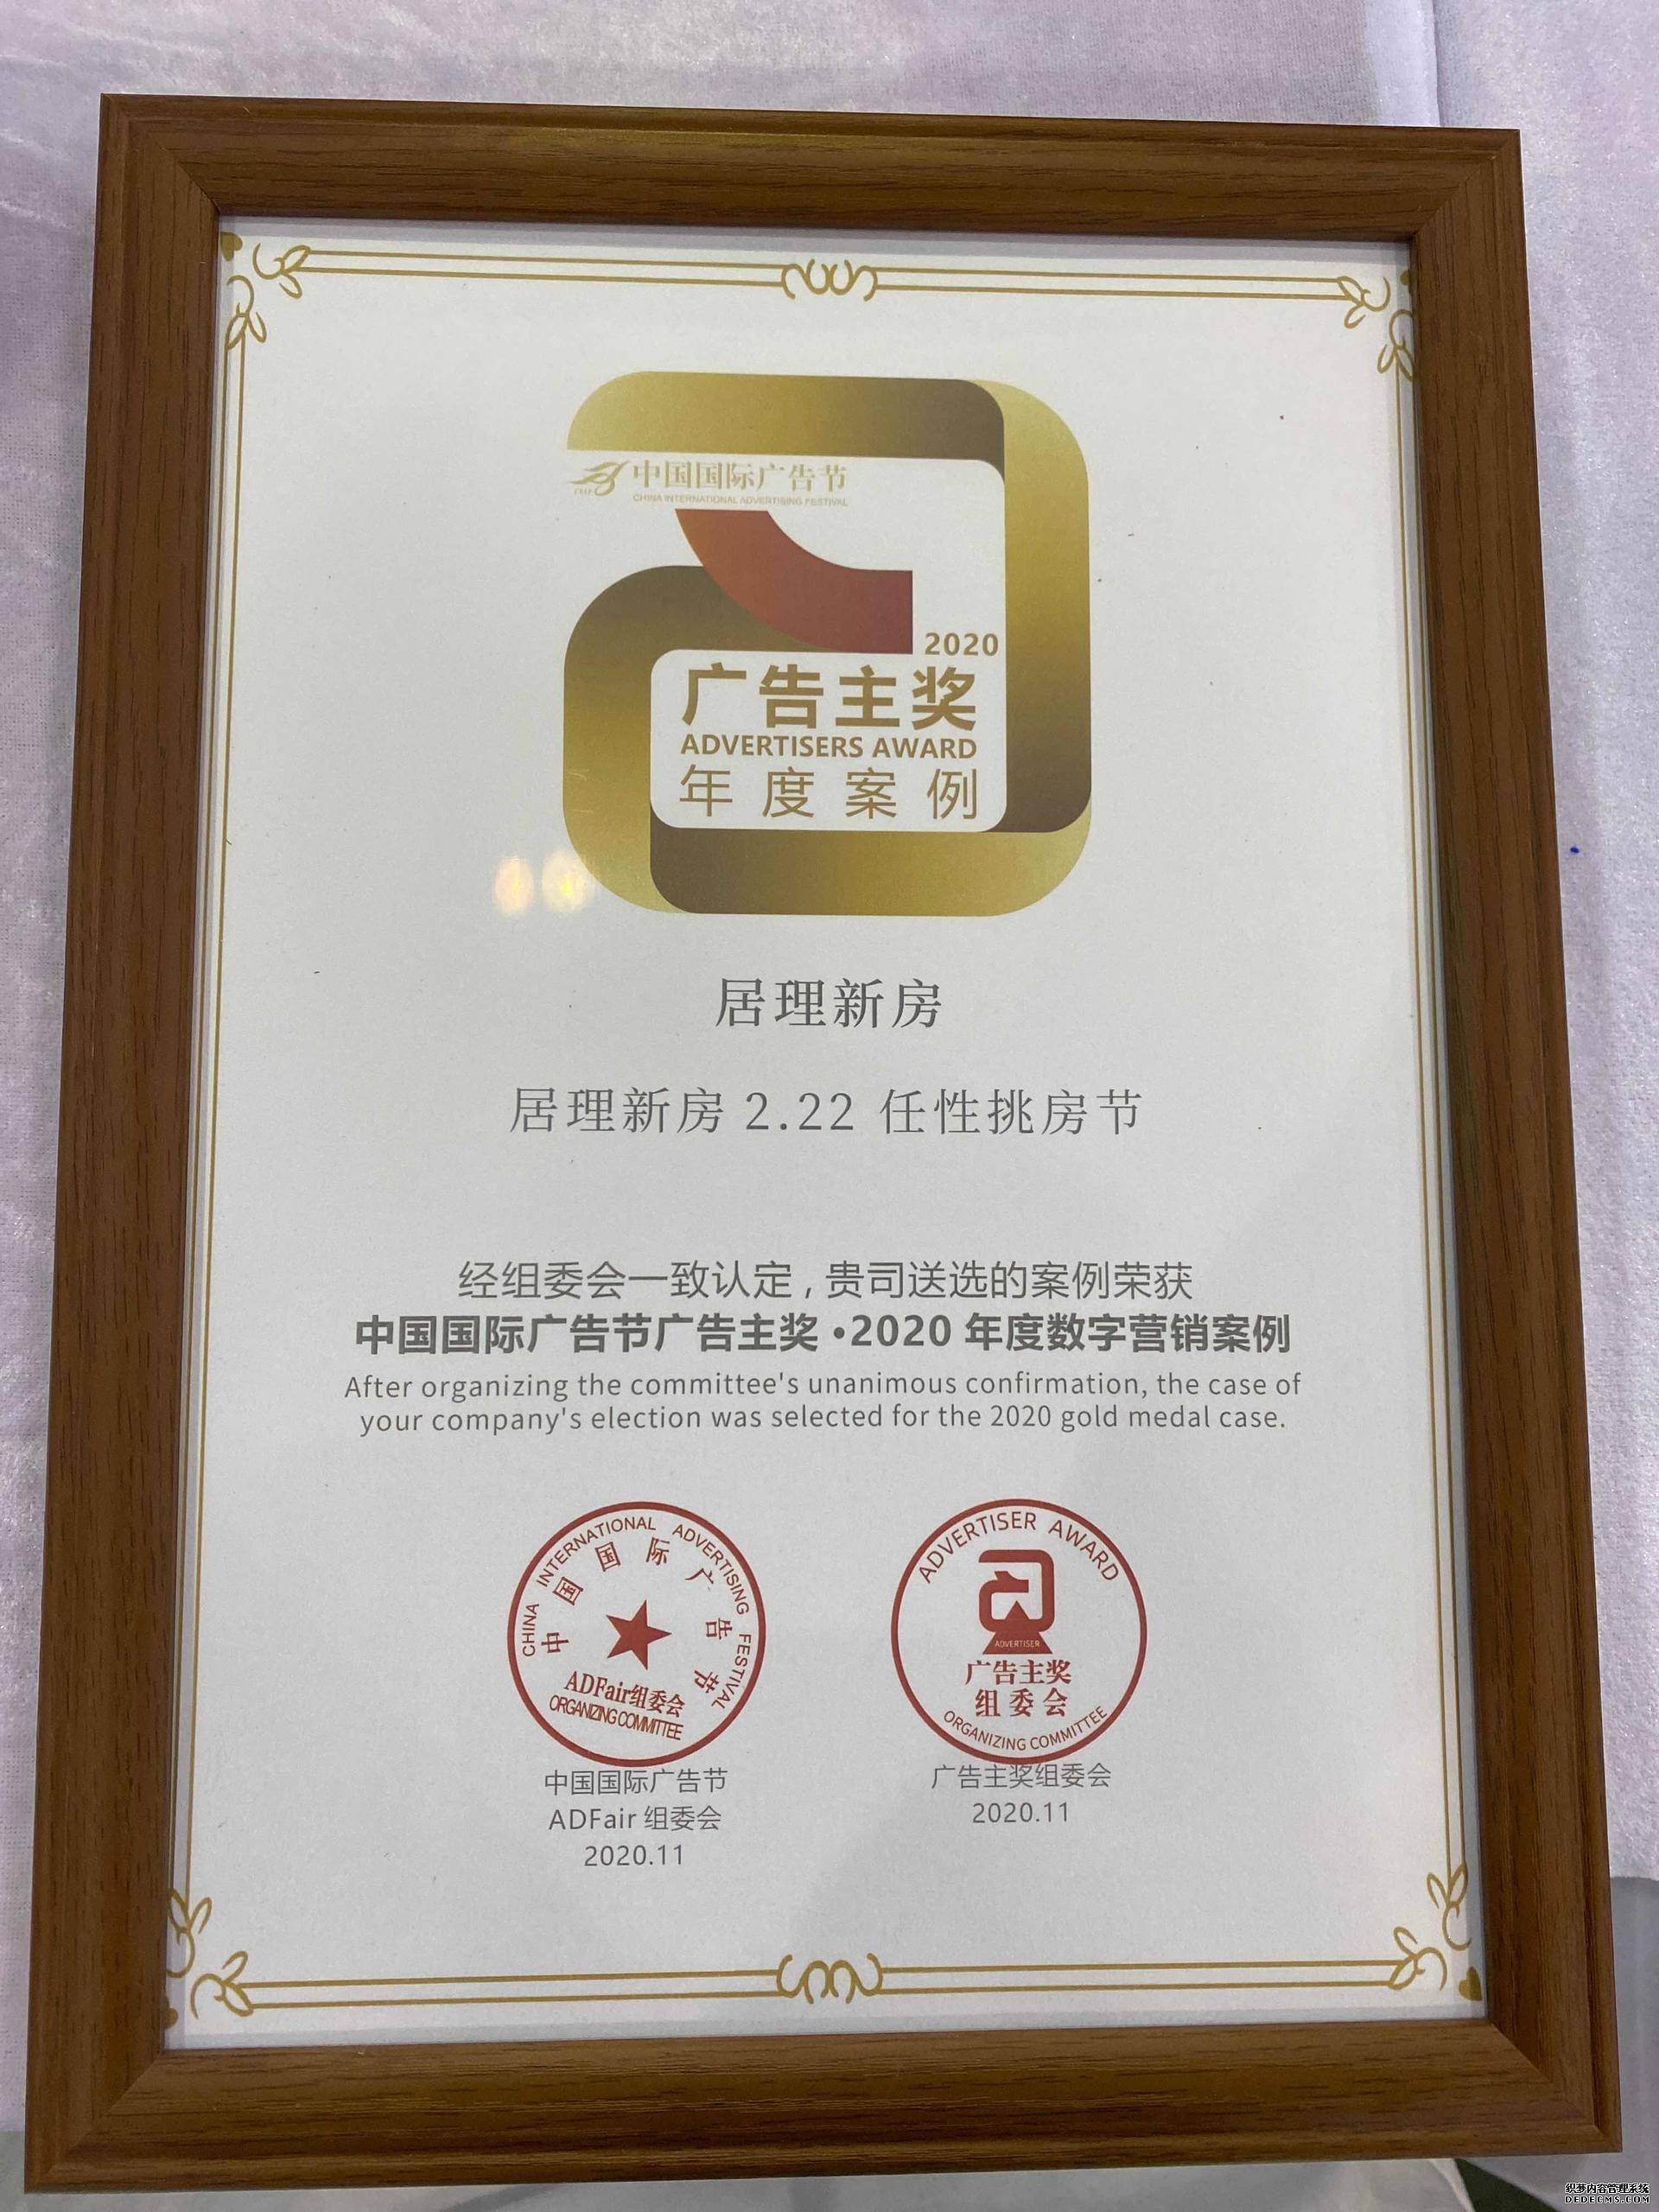 中国国际广告节
CHINA INTERNATIONAL ADVERTISING FESTIVAL
2020
广告主奖
ADVERTISERS AWARD
年度案例
居理新房
居理新房 2.22 任性挑房节
经组委会一致认定,贵司送选的案例荣获
中国国际广告节广告主奖·2020 年度数字营销案例
After organizing the committee's unanimous confirmation, the case of
your company's election was selected for the 2020 gold medal case.
CHINA INTERNATIONAL ADVERTISING FESTIVAL
中国国际广告节
ADFair组委会
ORGANIZING COMMITTEE
中国国际广告节
ADFair 组委会
2020.11
ADVERTISER AWARD
ADVERTISER
广告主奖
组委会
ORGANIZING COMMITTEE
广告主奖组委会
2020.11
织梦内容管理系统
DEDECMS.COM